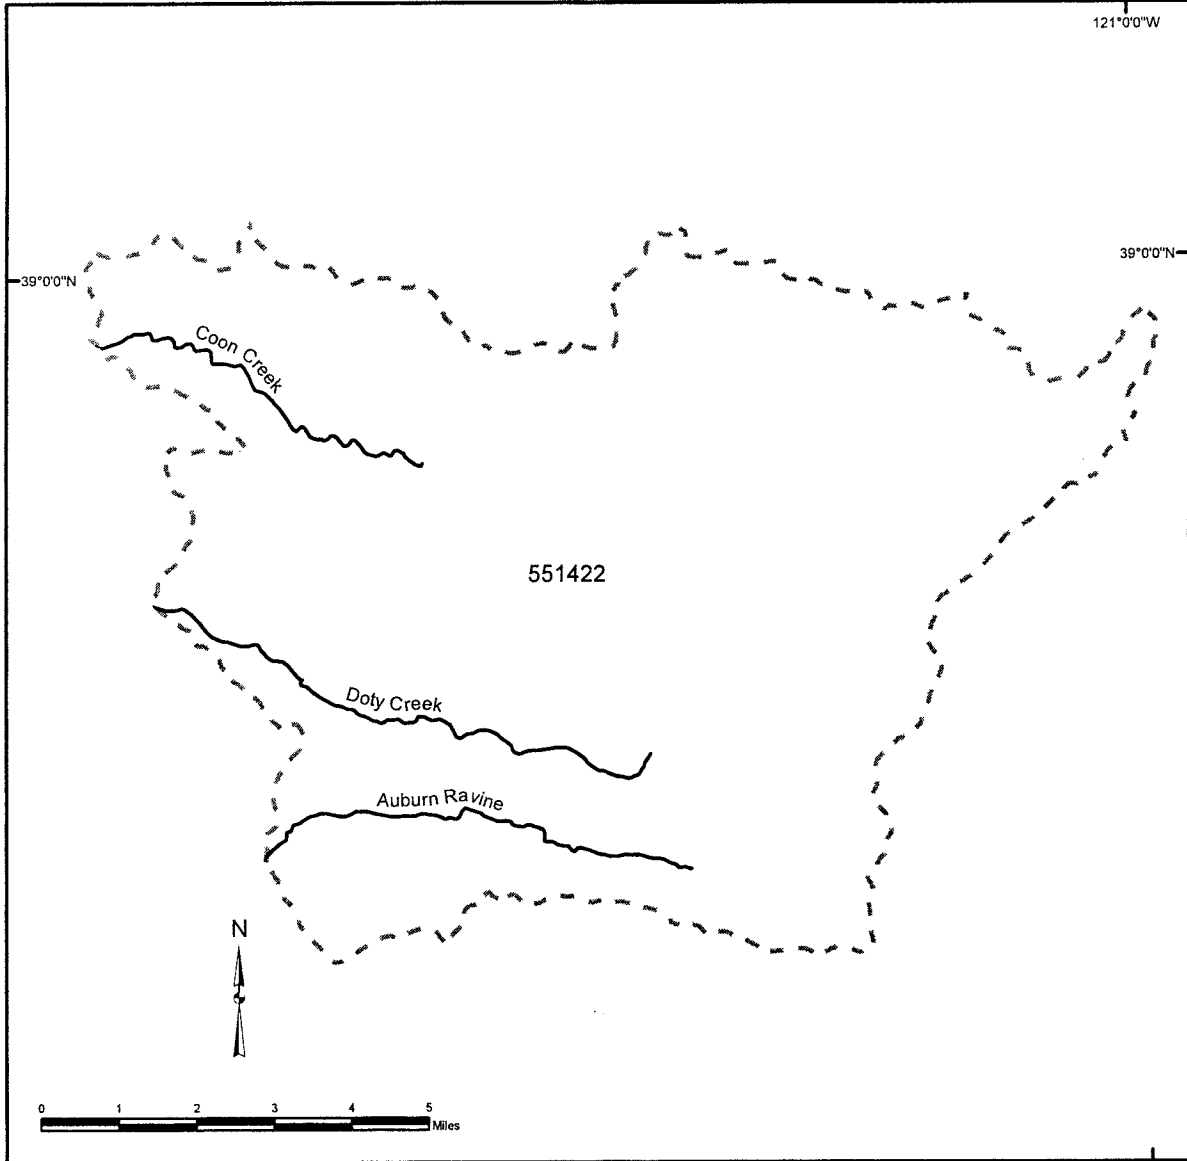 121°0'0"W
39°0'0"N
39°0'0"N
Coon Creek
551422
Doty Creek
Auburn Ravine
N
0 1 2 3 4 5
Miles